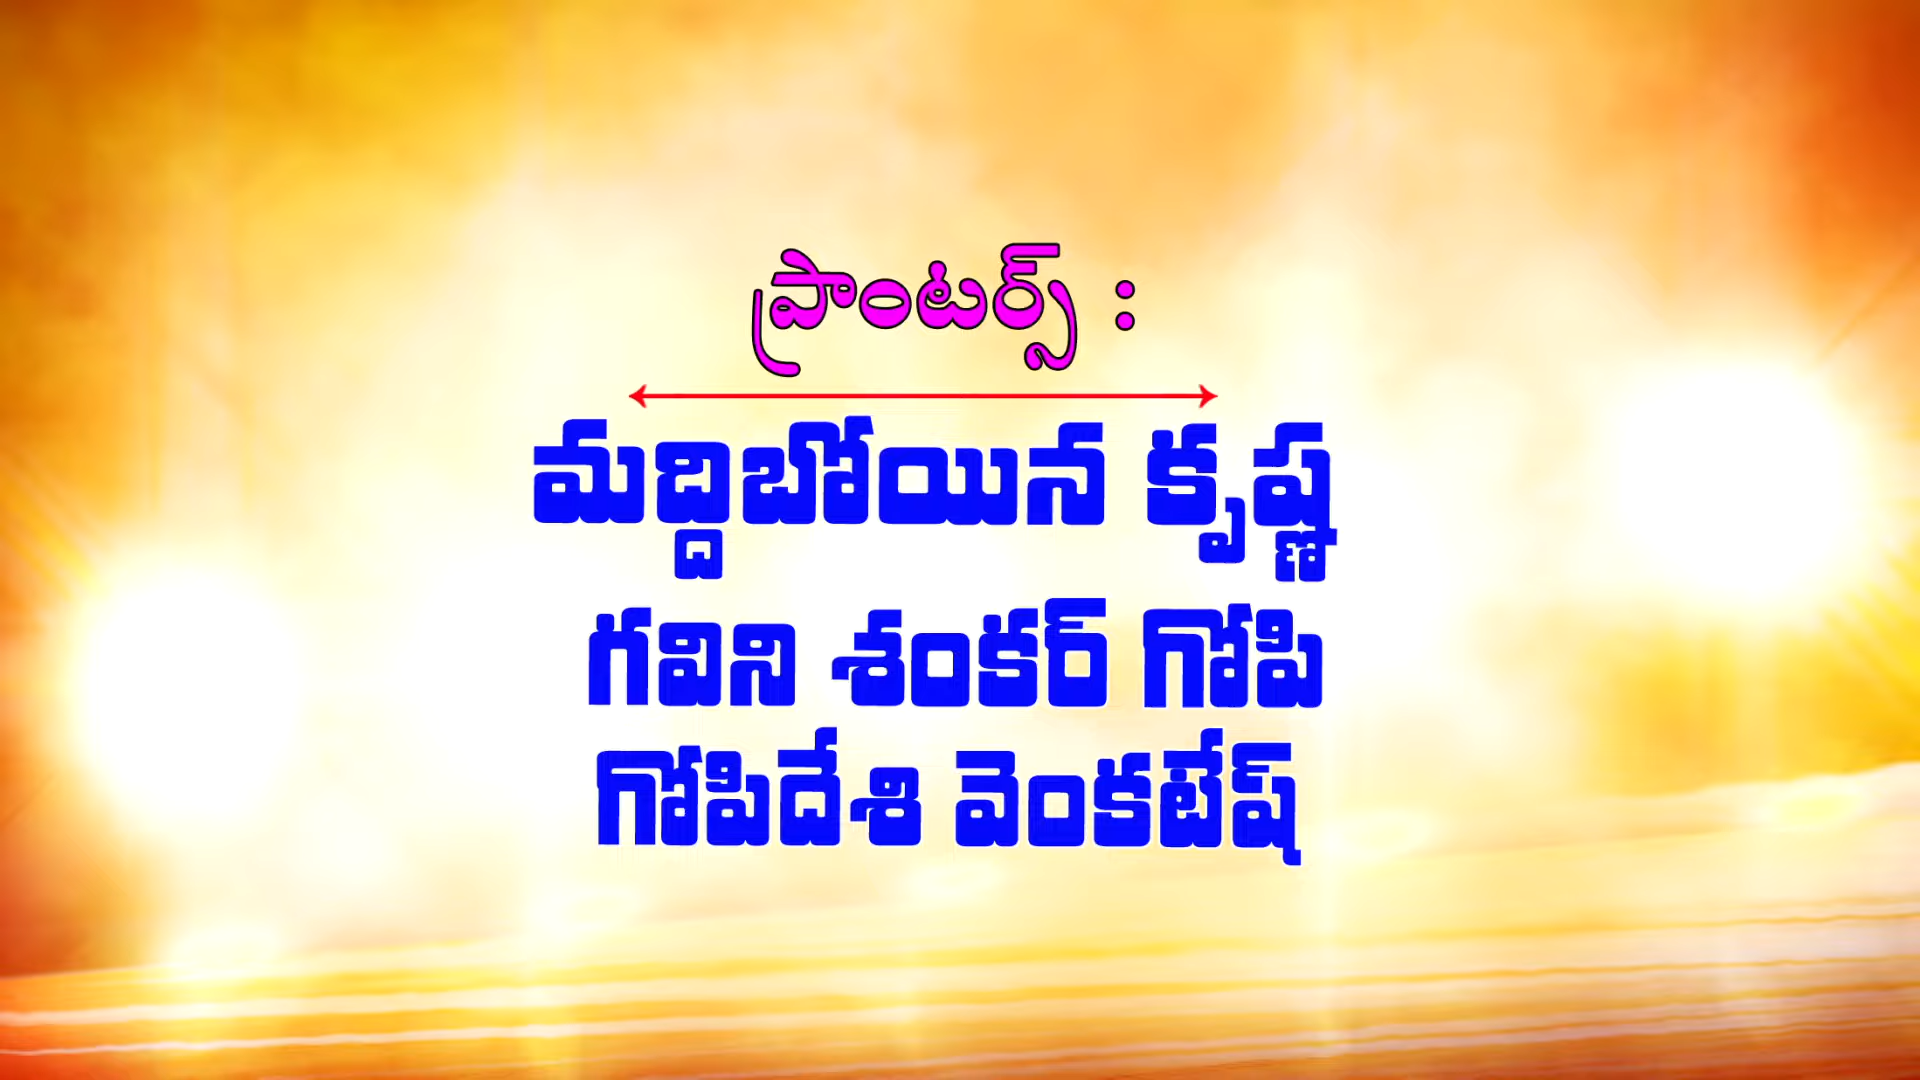 ప్రాంటర్స్ :
మద్దిబోయిన కృష్ణ
గవిని శంకర్ గోపి
గోపిదేశి వెంకటేష్